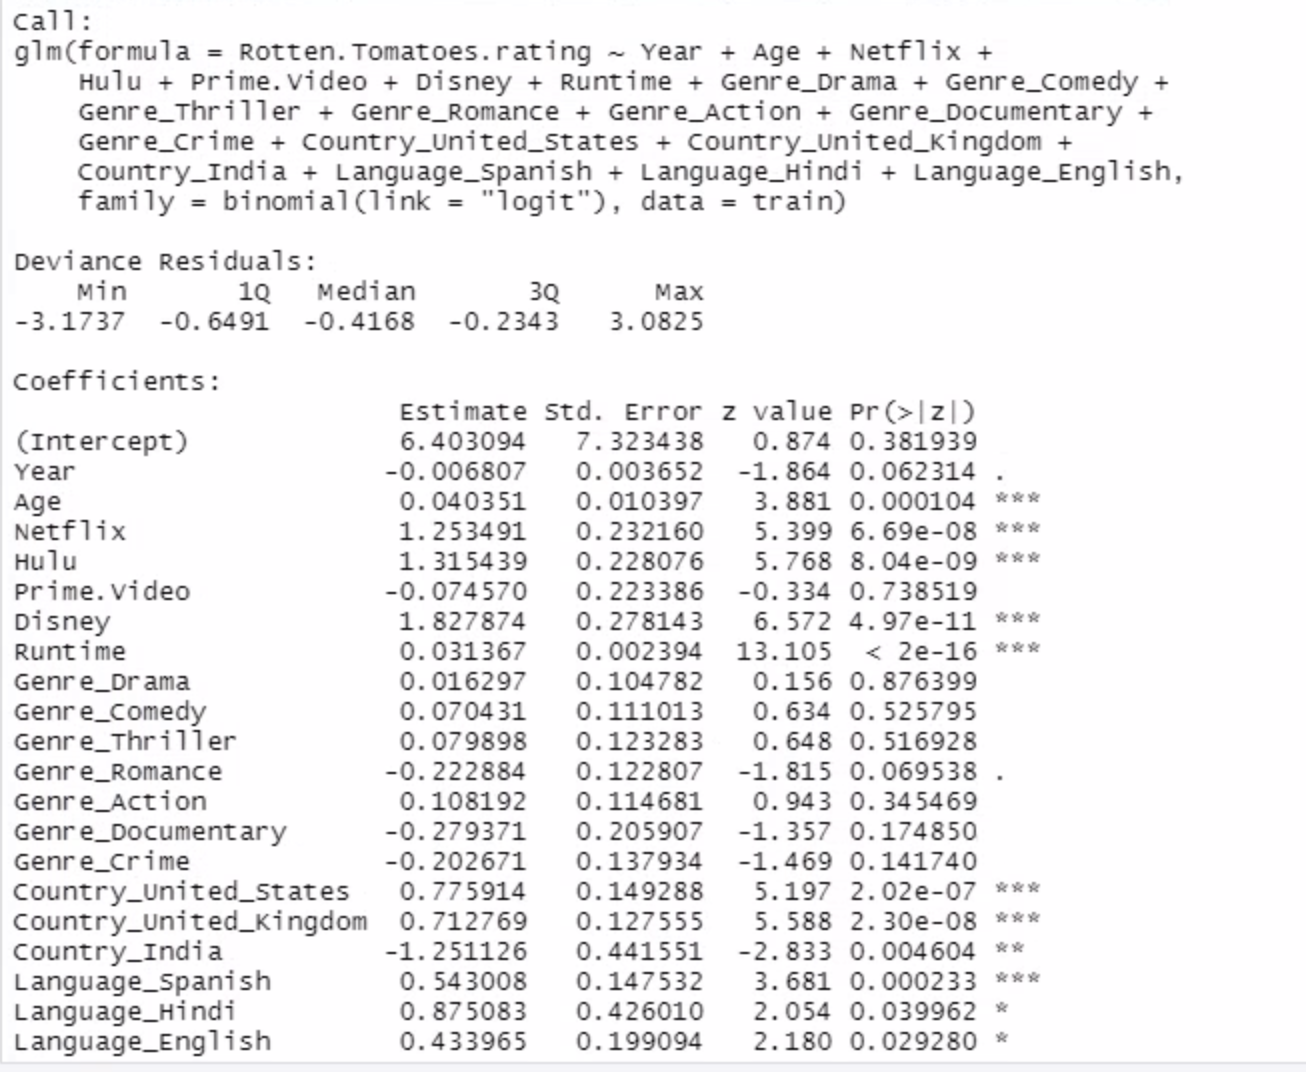 Call:
glm(formula = Rotten.Tomatoes.rating ~ Year + Age + Netflix +
    Hulu + Prime.Video + Disney + Runtime + Genre_Drama + Genre_Comedy +
    Genre_Thriller + Genre_Romance + Genre_Action + Genre_Documentary +
    Genre_Crime + Country_United_States + Country_United_Kingdom +
    Country_India + Language_Spanish + Language_Hindi + Language_English,
    family = binomial(link = "logit"), data = train)

Deviance Residuals:
    Min       1Q   Median       3Q      Max
-3.1737  -0.6491  -0.4168  -0.2343   3.0825

Coefficients:
                        Estimate Std. Error z value Pr(>|z|)
(Intercept)             6.403094   7.323438   0.874 0.381939
Year                   -0.006807   0.003652  -1.864 0.062314 .
Age                     0.040351   0.010397   3.881 0.000104 ***
Netflix                 1.253491   0.232160   5.399 6.69e-08 ***
Hulu                    1.315439   0.228076   5.768 8.04e-09 ***
Prime.Video            -0.074570   0.223386  -0.334 0.738519
Disney                  1.827874   0.278143   6.572 4.97e-11 ***
Runtime                 0.031367   0.002394  13.105  < 2e-16 ***
Genre_Drama             0.016297   0.104782   0.156 0.876399
Genre_Comedy            0.070431   0.111013   0.634 0.525795
Genre_Thriller          0.079898   0.123283   0.648 0.516928
Genre_Romance          -0.222884   0.122807  -1.815 0.069538 .
Genre_Action            0.108192   0.114681   0.943 0.345469
Genre_Documentary      -0.279371   0.205907  -1.357 0.174850
Genre_Crime            -0.202671   0.137934  -1.469 0.141740
Country_United_States   0.775914   0.149288   5.197 2.02e-07 ***
Country_United_Kingdom  0.712769   0.127555   5.588 2.30e-08 ***
Country_India          -1.251126   0.441551  -2.833 0.004604 **
Language_Spanish        0.543008   0.147532   3.681 0.000233 ***
Language_Hindi          0.875083   0.426010   2.054 0.039962 *
Language_English        0.433965   0.199094   2.180 0.029280 *